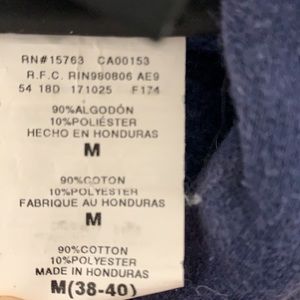 RN#15763 CA00153
R.F.C. RIN980806 AE9
54 18D 171025 F174
90%ALGODÓN
10%POLIÉSTER
HECHO EN HONDURAS
M
90%COTON
10%POLYESTER
FABRIQUE AU HONDURAS
M
90%COTTON
10%POLYESTER
MADE IN HONDURAS
M(38-40)